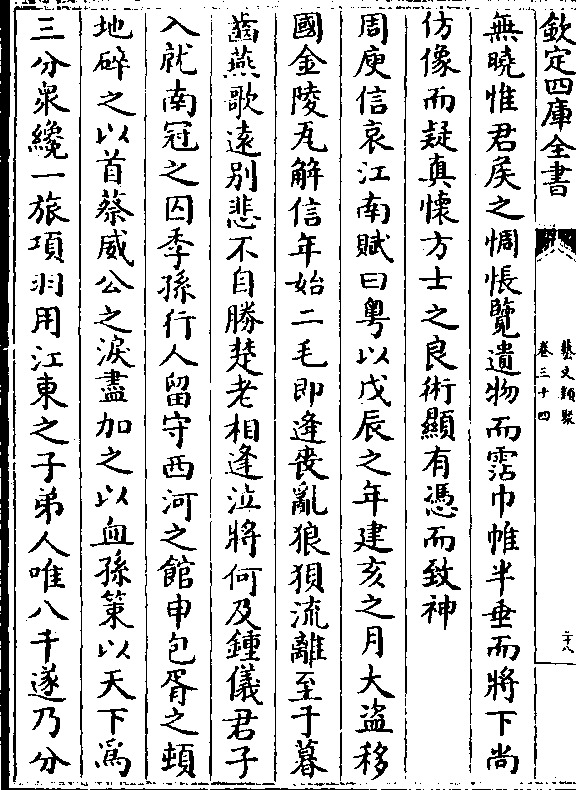 欽定四庫全書
藝文類聚
卷三十四
二十八
無曉惟君矦之惆悵覽遺物而霑巾帷半垂而將下尚
仿像而疑真懷方士之良術顯有憑而致神
周庾信哀江南賦曰粤以戊辰之年建亥之月大盜移
國金陵瓦解信年始二毛即逢喪亂狼狽流離至于暮
齒燕歌遠別悲不自勝楚老相逢泣將何及鍾儀君子
入就南冠之囚季孫行人留守西河之館申包胥之頓
地碎之以首蔡威公之淚盡加之以血孫策以天下為
三分衆纔一旅項羽用江東之子弟人唯八千遂乃分